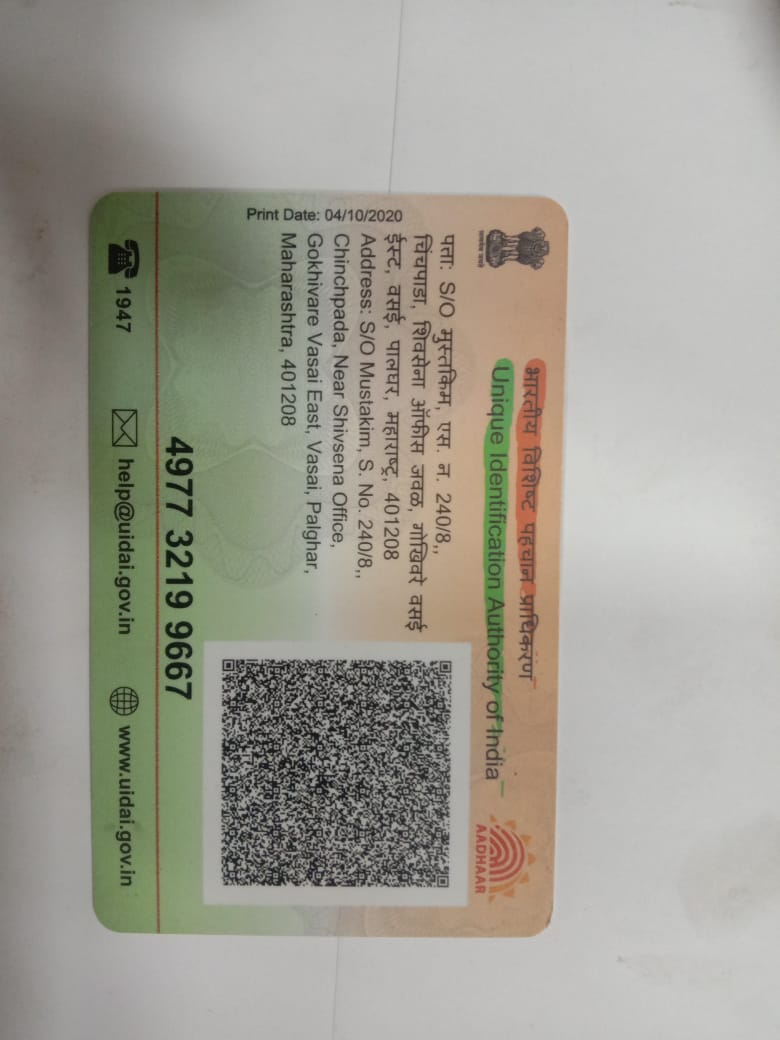 भारतीय विशिष्ट पहचान प्राधिकरण
Unique Identification Authority of India
AADHAAR
Print Date: 04/10/2020
पत्ता: S/O मुस्तकिम, एस. न. 240/8,,
चिंचपाडा, शिवसेना ऑफीस जवळ, गोखिवरे वसई
ईस्ट, वसई, पालघर, महाराष्ट्र, 401208
Address: S/O Mustakim, S. No. 240/8,,
Chinchpada, Near Shivsena Office,
Gokhivare Vasai East, Vasai, Palghar,
Maharashtra, 401208
4977 3219 9667
1947
help@uidai.gov.in
www.uidai.gov.in